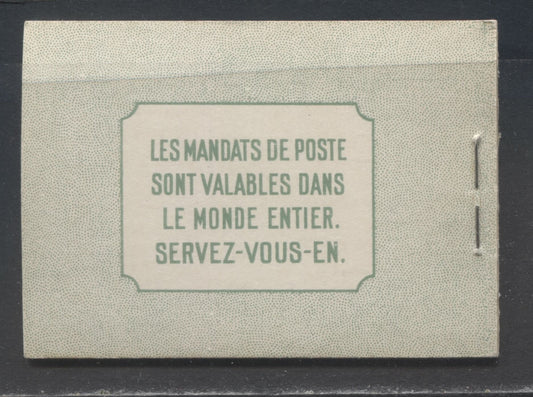 LES MANDATS DE POSTE
SONT VALABLES DANS
LE MONDE ENTIER.
SERVEZ-VOUS-EN.